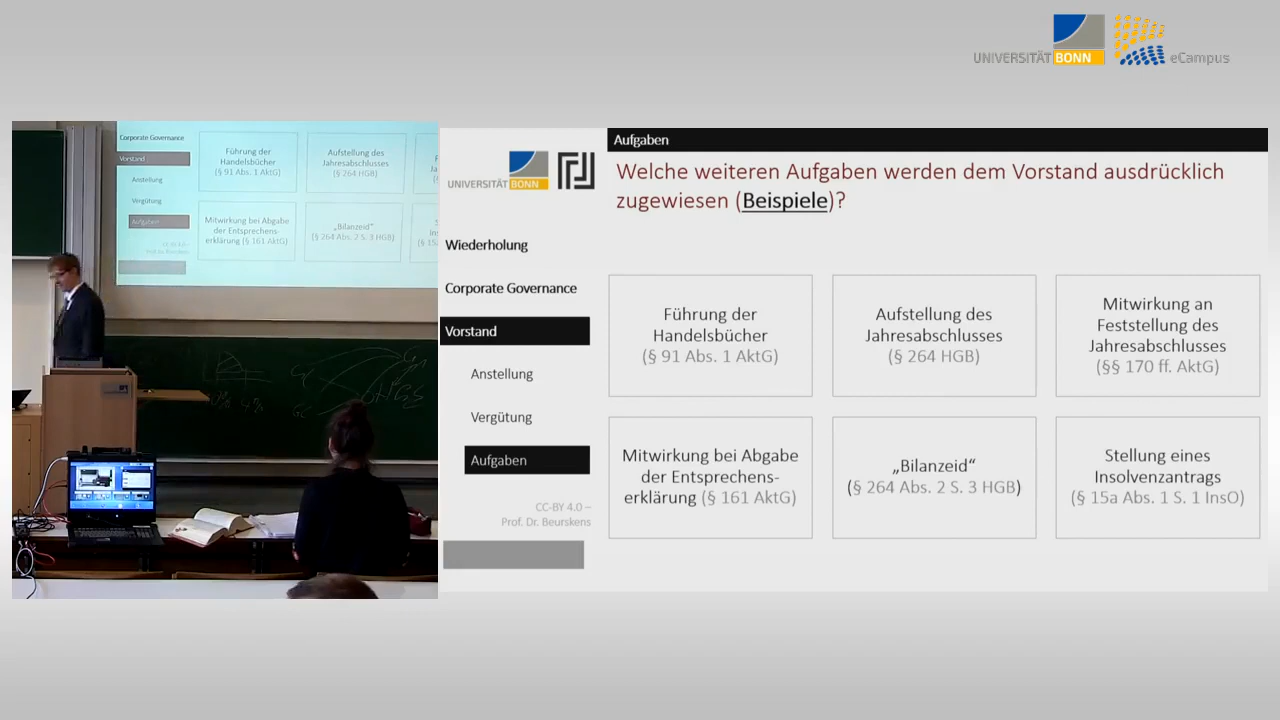 UNIVERSITÄT BONN eCampus
Corporate Governance
Vorstand
Anstellung
Vergütung
Aufgaben
CC-BY 4.0 –
Führung der
Handelsbücher
(§ 91 Abs. 1 AktG)
Aufstellung des
Jahresabschlusses
(§ 264 HGB)
Mitwirkung bei Abgabe
der Entsprechens-
erklärung (§ 161 AktG)
„Bilanzeid“
(§ 264 Abs. 2 S. 3 HGB)
UNIVERSITÄT BONN
Wiederholung
Corporate Governance
Vorstand
Anstellung
Vergütung
Aufgaben
CC-BY 4.0 –
Prof. Dr. Beurskens
Aufgaben
Welche weiteren Aufgaben werden dem Vorstand ausdrücklich
zugewiesen (Beispiele)?
Führung der
Handelsbücher
(§ 91 Abs. 1 AktG)
Aufstellung des
Jahresabschlusses
(§ 264 HGB)
Mitwirkung an
Feststellung des
Jahresabschlusses
(§§ 170 ff. AktG)
Mitwirkung bei Abgabe
der Entsprechens-
erklärung (§ 161 AktG)
„Bilanzeid“
(§ 264 Abs. 2 S. 3 HGB)
Stellung eines
Insolvenzantrags
(§ 15a Abs. 1 S. 1 InsO)